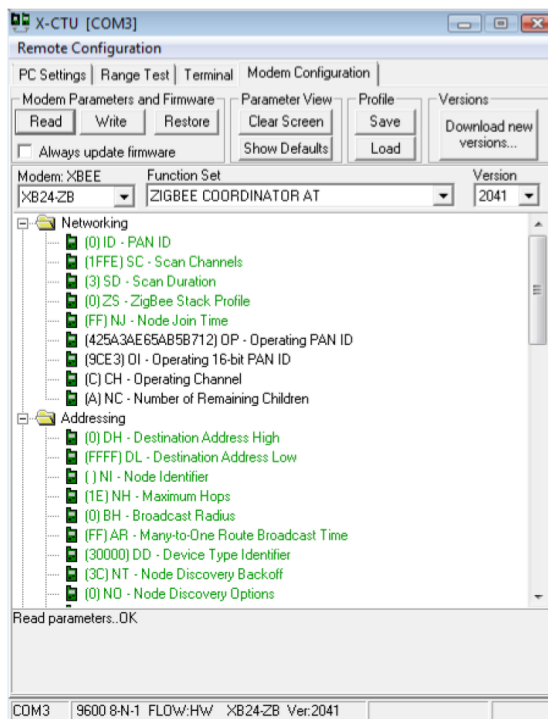 X-CTU [COM3]
Remote Configuration
PC Settings Range Test Terminal Modem Configuration
Modem Parameters and Firmware Parameter View Profile Versions
Read Write Restore Clear Screen Save Download new versions...
Always update firmware Show Defaults Load
Modem: XBEE Function Set Version
XB24-ZB ZIGBEE COORDINATOR AT 2041
Networking
(0) ID - PAN ID
(1FFE) SC - Scan Channels
(3) SD - Scan Duration
(0) ZS - ZigBee Stack Profile
(FF) NJ - Node Join Time
(425A3AE65AB5B712) OP - Operating PAN ID
(9CE3) OI - Operating 16-bit PAN ID
(C) CH - Operating Channel
(A) NC - Number of Remaining Children
Addressing
(0) DH - Destination Address High
(FFFF) DL - Destination Address Low
( ) NI - Node Identifier
(1E) NH - Maximum Hops
(0) BH - Broadcast Radius
(FF) AR - Many-to-One Route Broadcast Time
(30000) DD - Device Type Identifier
(3C) NT - Node Discovery Backoff
(0) NO - Node Discovery Options
Read parameters..OK
COM3 9600 8-N-1 FLOW:HW XB24-ZB Ver:2041